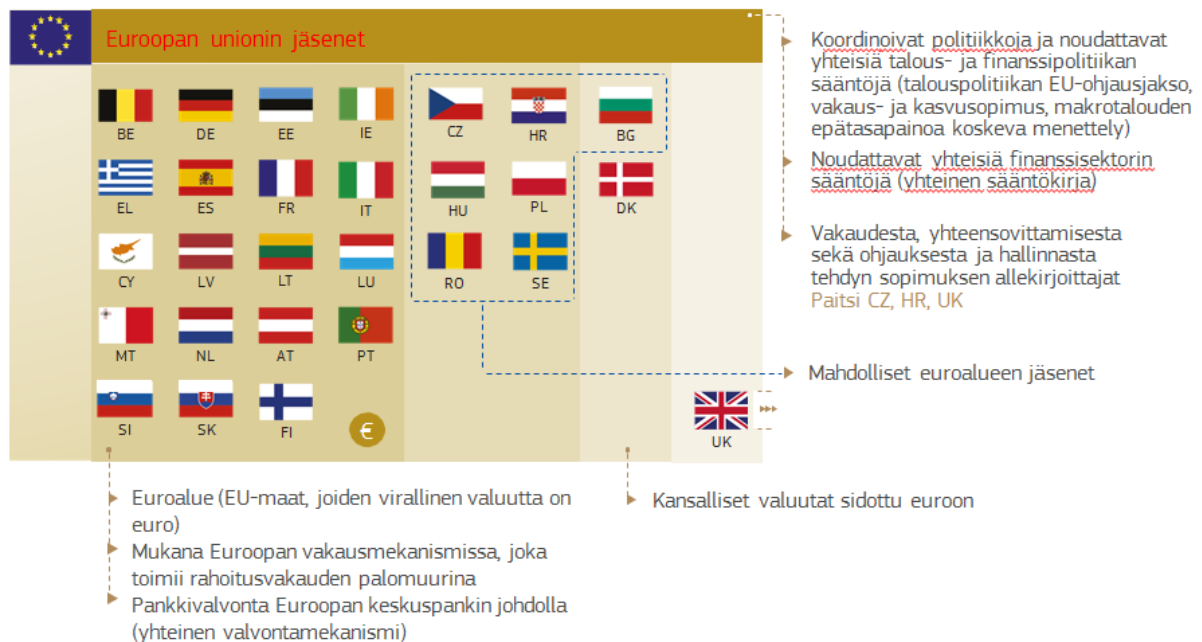 Euroopan unionin jäsenet
BE
DE
EE
IE
CZ
HR
BG
EL
ES
FR
IT
HU
PL
DK
CY
LV
LT
LU
RO
SE
MT
NL
AT
PT
SI
SK
FI
€
UK
Koordinoivat politiikkoja ja noudattavat
yhteisiä talous- ja finanssipolitiikan
sääntöjä (talouspolitiikan EU-ohjausjakso,
vakaus- ja kasvusopimus, makrotalouden
epätasapainoa koskeva menettely)
Noudattavat yhteisiä finanssisektorin
sääntöjä (yhteinen sääntökirja)
Vakaudesta, yhteensovittamisesta
sekä ohjauksesta ja hallinnasta
tehdyn sopimuksen allekirjoittajat
Paitsi CZ, HR, UK
Mahdolliset euroalueen jäsenet
Euroalue (EU-maat, joiden virallinen valuutta on
euro)
Mukana Euroopan vakausmekanismissa, joka
toimii rahoitusvakauden palomuurina
Pankkivalvonta Euroopan keskuspankin johdolla
(yhteinen valvontamekanismi)
Kansalliset valuutat sidottu euroon